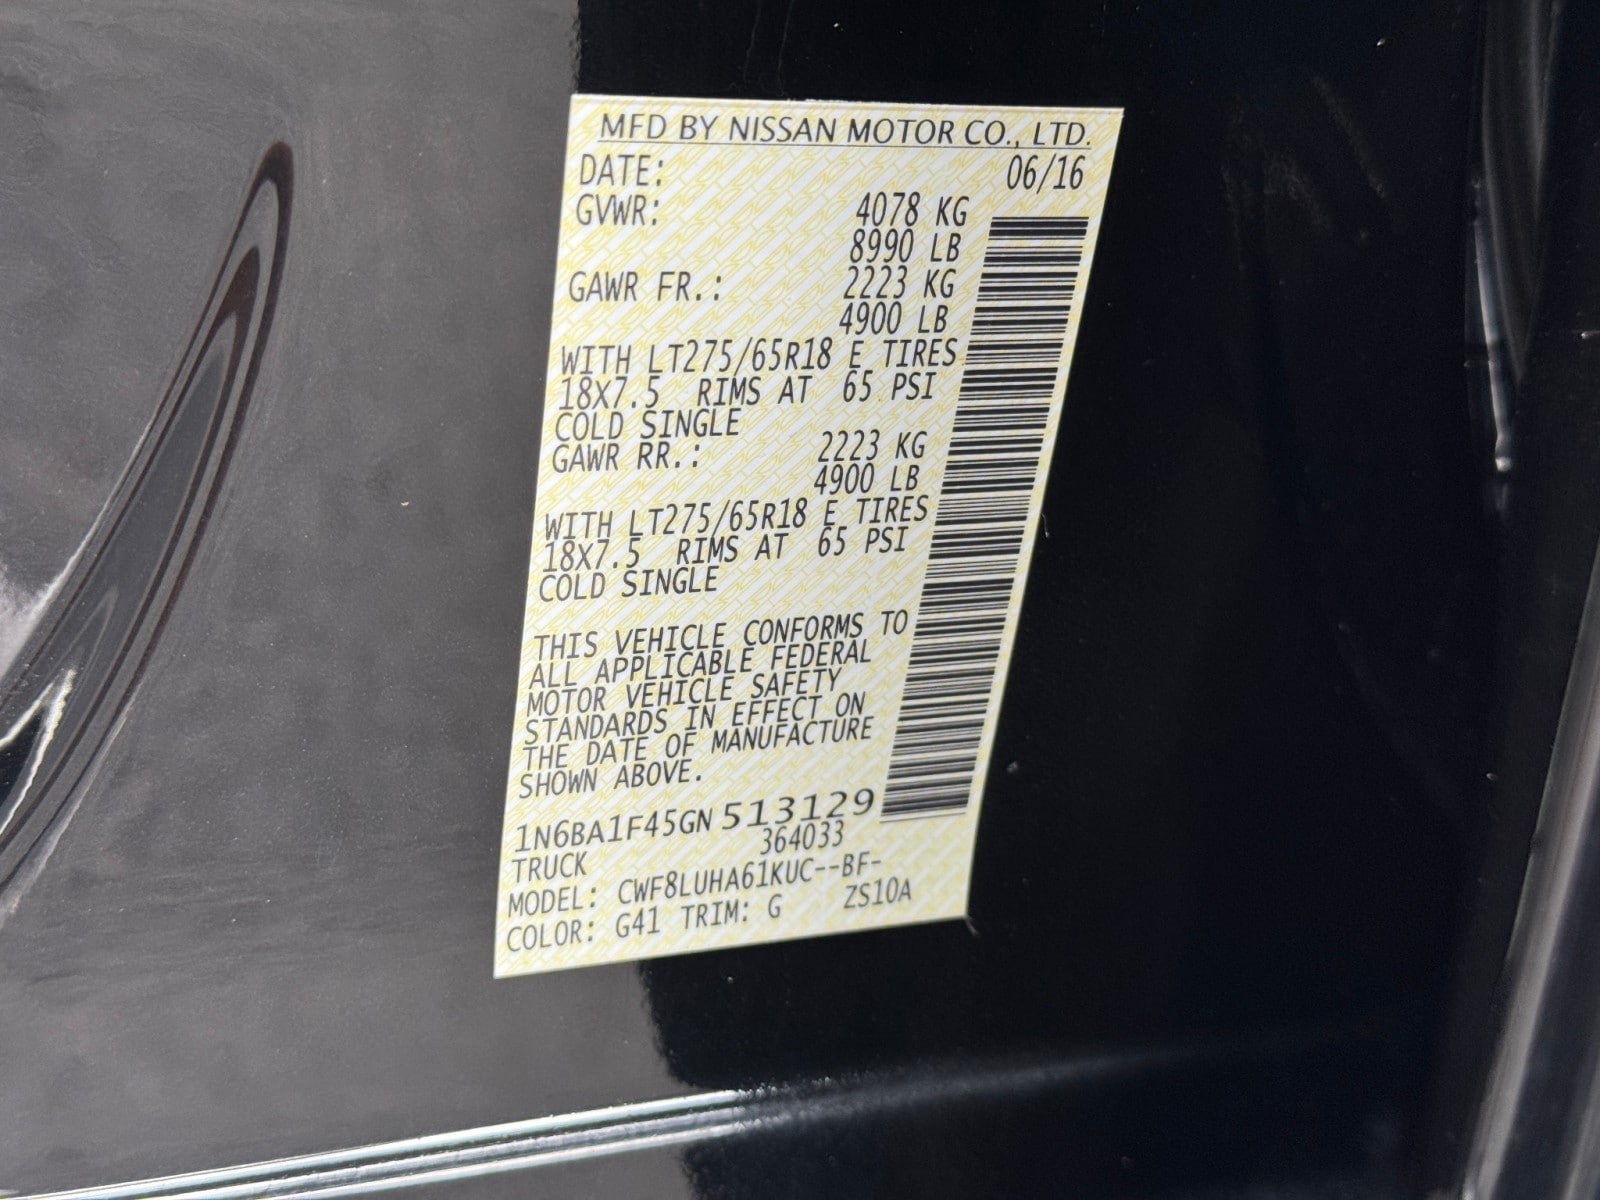 MFD BY NISSAN MOTOR CO., LTD.
DATE: 06/16
GVWR: 4078 KG
8990 LB
GAWR FR.: 2223 KG
4900 LB
WITH LT275/65R18 E TIRES
18X7.5 RIMS AT 65 PSI
COLD SINGLE
GAWR RR.: 2223 KG
4900 LB
WITH LT275/65R18 E TIRES
18X7.5 RIMS AT 65 PSI
COLD SINGLE
THIS VEHICLE CONFORMS TO
ALL APPLICABLE FEDERAL
MOTOR VEHICLE SAFETY
STANDARDS IN EFFECT ON
THE DATE OF MANUFACTURE
SHOWN ABOVE.
1N6BA1F45GN 513129
TRUCK 364033
MODEL: CWF8LUHA61KUC--BF-
COLOR: G41 TRIM: G ZS10A